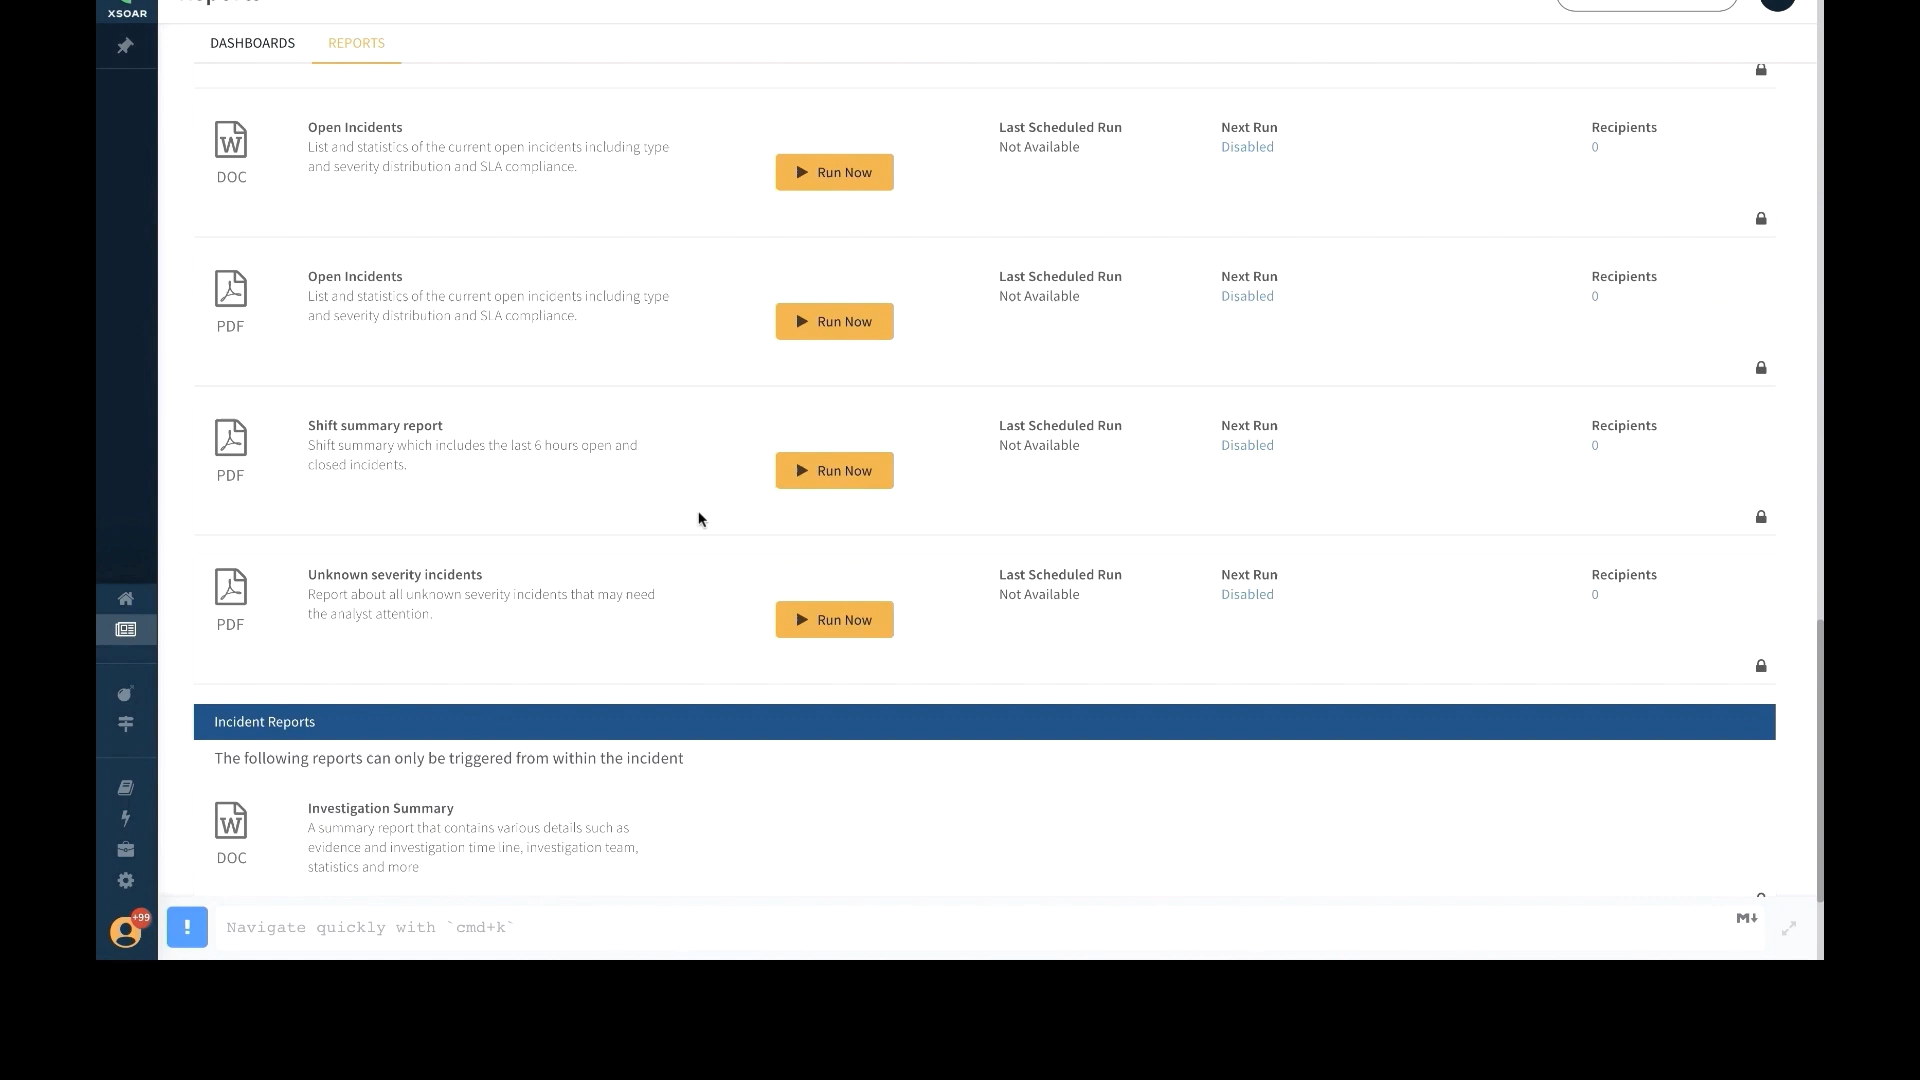 XSOAR
DASHBOARDS
REPORTS
Open Incidents
List and statistics of the current open incidents including type
and severity distribution and SLA compliance.
DOC
Run Now
Last Scheduled Run
Not Available
Next Run
Disabled
Recipients
0
Open Incidents
List and statistics of the current open incidents including type
and severity distribution and SLA compliance.
PDF
Run Now
Last Scheduled Run
Not Available
Next Run
Disabled
Recipients
0
Shift summary report
Shift summary which includes the last 6 hours open and
closed incidents.
PDF
Run Now
Last Scheduled Run
Not Available
Next Run
Disabled
Recipients
0
Unknown severity incidents
Report about all unknown severity incidents that may need
the analyst attention.
PDF
Run Now
Last Scheduled Run
Not Available
Next Run
Disabled
Recipients
0
Incident Reports
The following reports can only be triggered from within the incident
Investigation Summary
A summary report that contains various details such as
evidence and investigation time line, investigation team,
statistics and more
DOC
+99
!
Navigate quickly with `cmd+k`
M↓